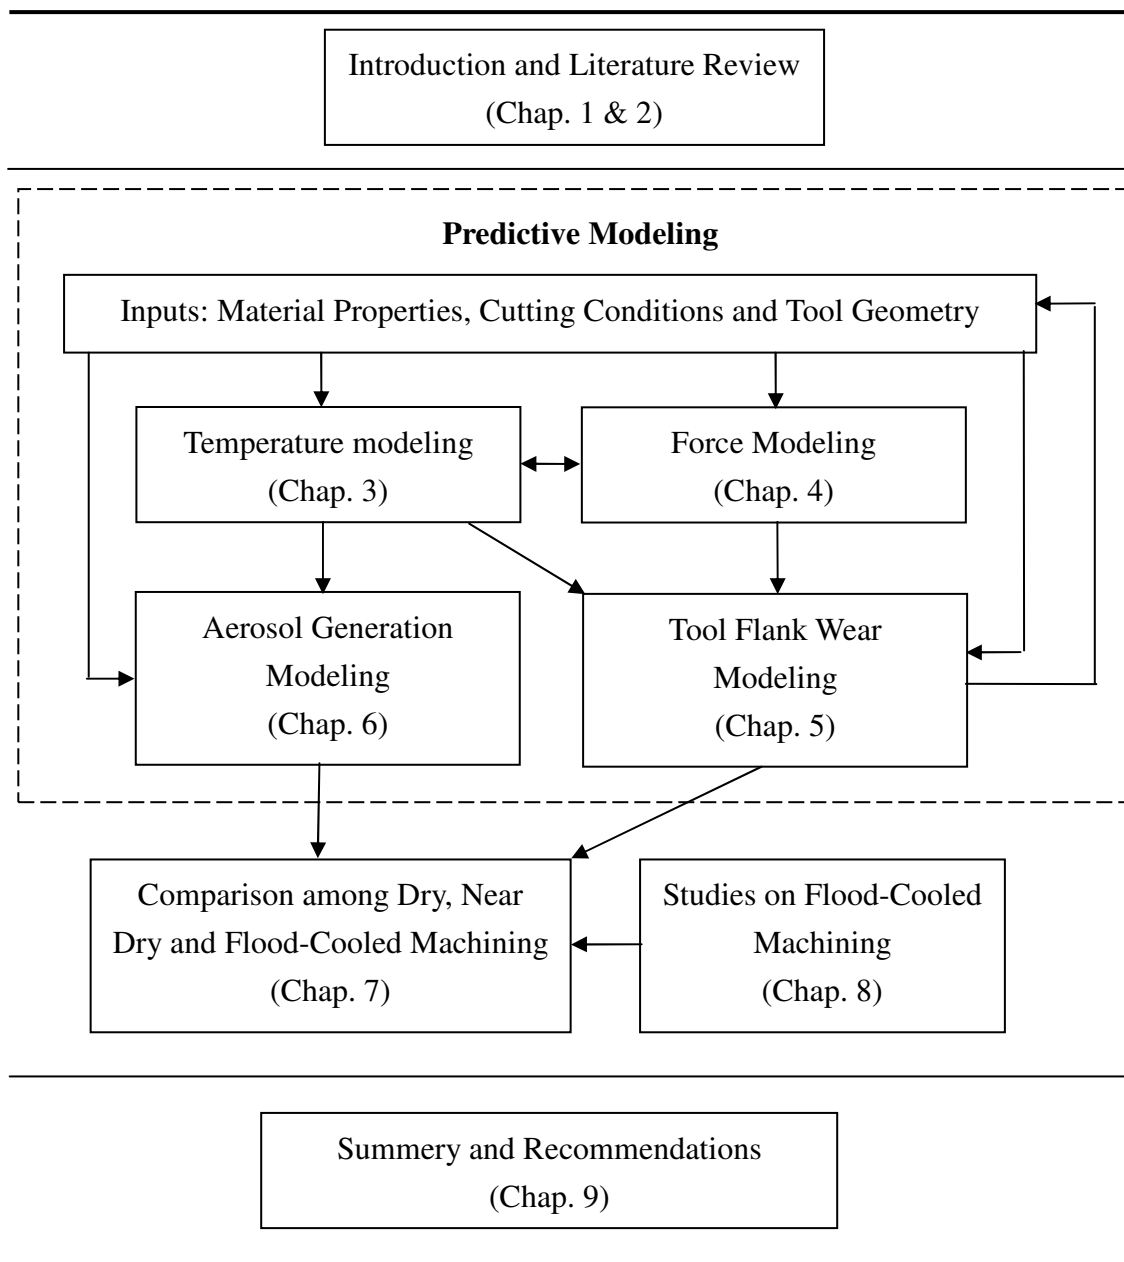 Introduction and Literature Review
(Chap. 1 & 2)
Predictive Modeling
Inputs: Material Properties, Cutting Conditions and Tool Geometry
Temperature modeling
(Chap. 3)
Force Modeling
(Chap. 4)
Aerosol Generation
Modeling
(Chap. 6)
Tool Flank Wear
Modeling
(Chap. 5)
Comparison among Dry, Near
Dry and Flood-Cooled Machining
(Chap. 7)
Studies on Flood-Cooled
Machining
(Chap. 8)
Summery and Recommendations
(Chap. 9)